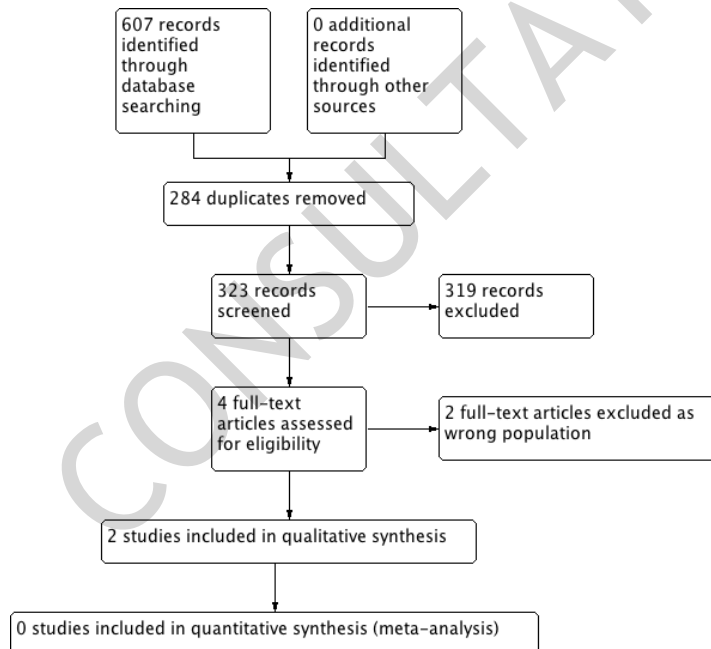 607 records
identified
through
database
searching
0 additional
records
identified
through other
sources
284 duplicates removed
323 records
screened
319 records
excluded
4 full-text
articles assessed
for eligibility
2 full-text articles excluded as
wrong population
2 studies included in qualitative synthesis
0 studies included in quantitative synthesis (meta-analysis)